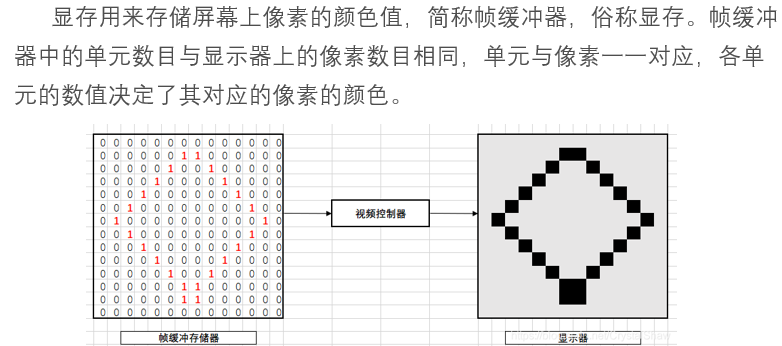 显存用来存储屏幕上像素的颜色值，简称帧缓冲器，俗称显存。帧缓冲
器中的单元数目与显示器上的像素数目相同，单元与像素一一对应，各单
元的数值决定了其对应的像素的颜色。
0 0 0 0 0 0 0 0 0 0 0 0 0 0
0 0 0 0 0 0 1 1 0 0 0 0 0 0
0 0 0 0 0 1 0 0 1 0 0 0 0 0
0 0 0 0 1 0 0 0 0 1 0 0 0 0
0 0 0 1 0 0 0 0 0 0 1 0 0 0
0 0 1 0 0 0 0 0 0 0 0 1 0 0
0 1 0 0 0 0 0 0 0 0 0 0 1 0
0 0 1 0 0 0 0 0 0 0 0 1 0 0
0 0 0 1 0 0 0 0 0 0 1 0 0 0
0 0 0 0 1 0 0 0 0 1 0 0 0 0
0 0 0 0 0 1 0 0 1 0 0 0 0 0
0 0 0 0 0 0 1 1 0 0 0 0 0 0
0 0 0 0 0 0 1 1 0 0 0 0 0 0
0 0 0 0 0 0 0 0 0 0 0 0 0 0
视频控制器
帧缓冲存储器
显示器